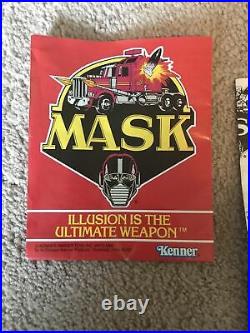 MASK
ILLUSION IS THE
ULTIMATE WEAPON™
Kenner